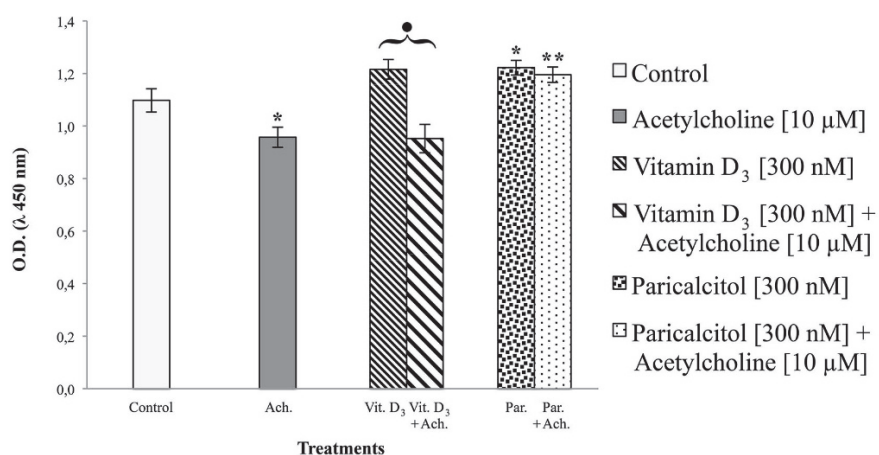 1,4
1,2
1,0
0,8
0,6
0,4
0,2
0,0
O.D. (λ 450 nm)
*
*
**
Control
Ach.
Vit. D3
Vit. D3
+Ach.
Par.
Par.
+Ach.
Treatments
Control
Acetylcholine [10 µM]
Vitamin D3 [300 nM]
Vitamin D3 [300 nM] +
Acetylcholine [10 µM]
Paricalcitol [300 nM]
Paricalcitol [300 nM] +
Acetylcholine [10 µM]